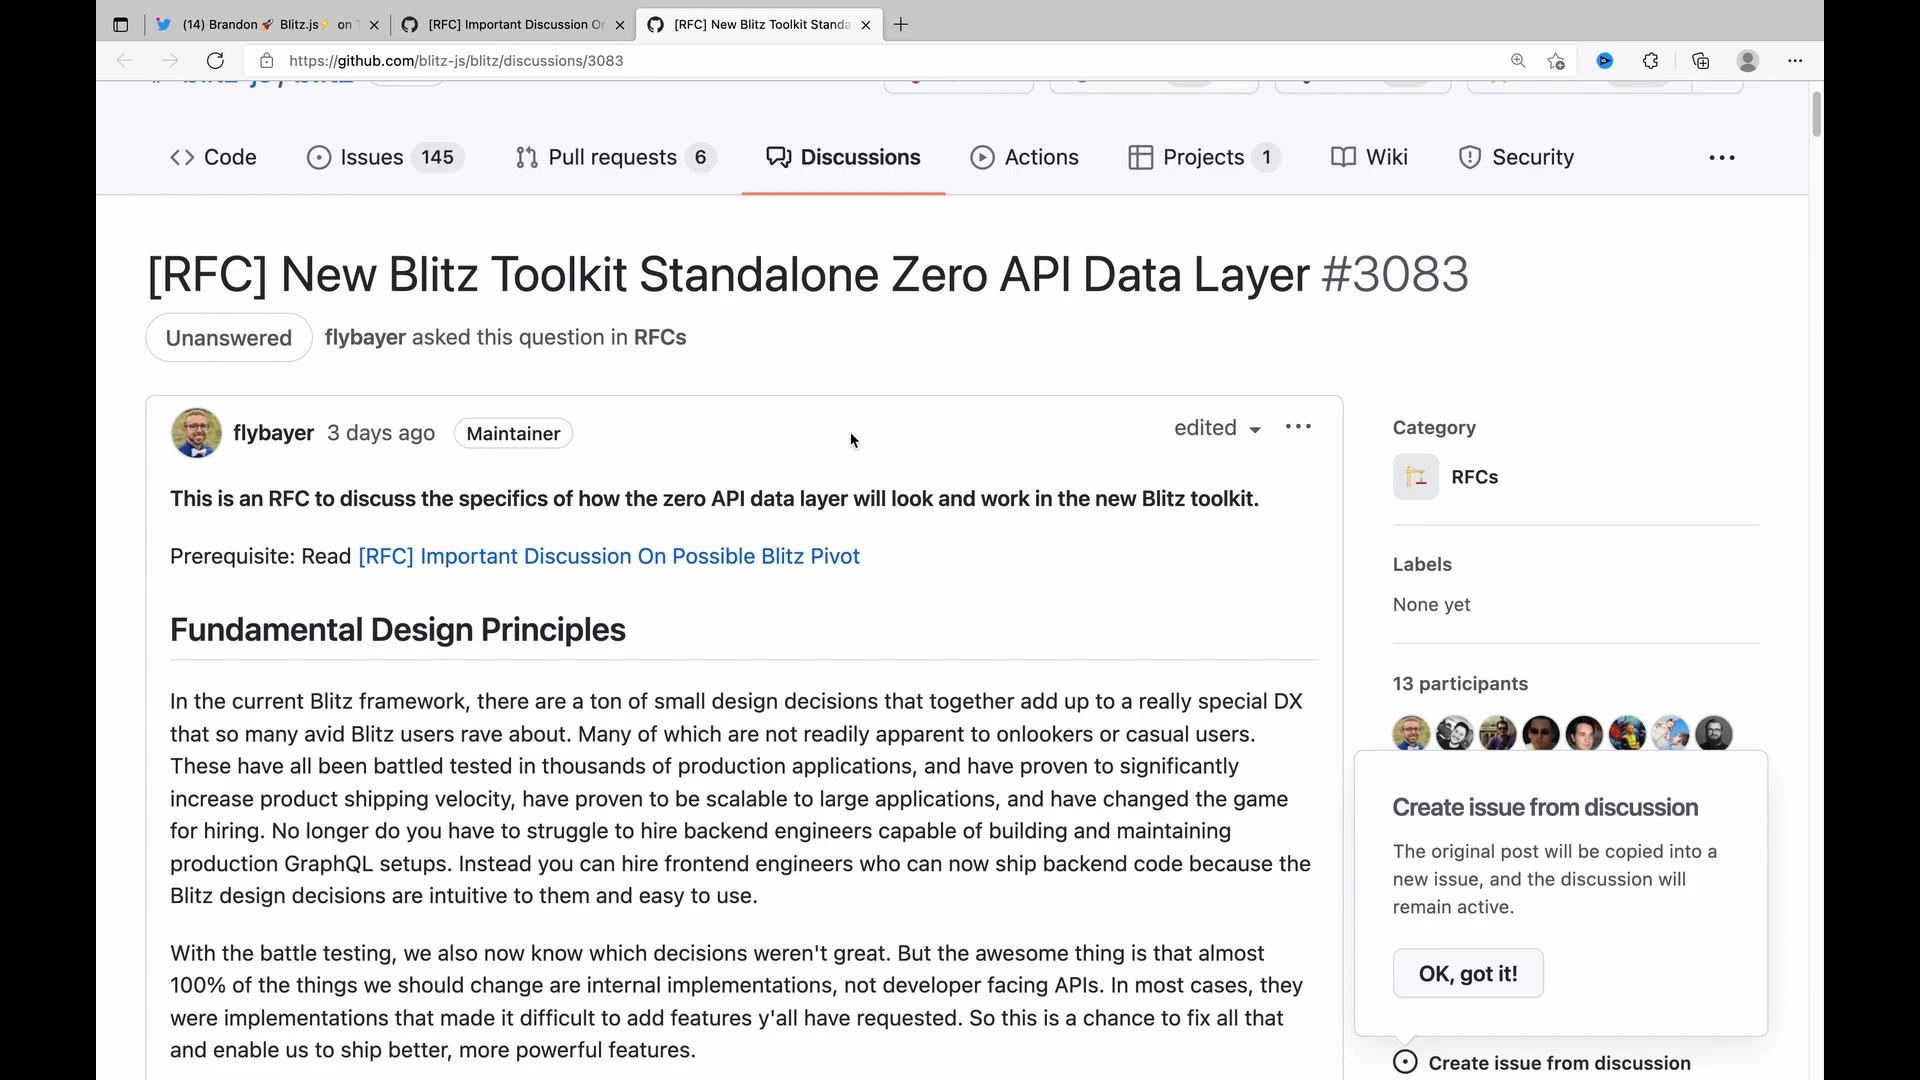 (14) Brandon 🚀 Blitz.js⚡ on
[RFC] Important Discussion O
[RFC] New Blitz Toolkit Standa
https://github.com/blitz-js/blitz/discussions/3083
Code
Issues 145
Pull requests 6
Discussions
Actions
Projects 1
Wiki
Security
[RFC] New Blitz Toolkit Standalone Zero API Data Layer #3083
Unanswered
flybayer asked this question in RFCs
flybayer 3 days ago Maintainer
edited
This is an RFC to discuss the specifics of how the zero API data layer will look and work in the new Blitz toolkit.
Prerequisite: Read [RFC] Important Discussion On Possible Blitz Pivot
Fundamental Design Principles
In the current Blitz framework, there are a ton of small design decisions that together add up to a really special DX
that so many avid Blitz users rave about. Many of which are not readily apparent to onlookers or casual users.
These have all been battled tested in thousands of production applications, and have proven to significantly
increase product shipping velocity, have proven to be scalable to large applications, and have changed the game
for hiring. No longer do you have to struggle to hire backend engineers capable of building and maintaining
production GraphQL setups. Instead you can hire frontend engineers who can now ship backend code because the
Blitz design decisions are intuitive to them and easy to use.
With the battle testing, we also now know which decisions weren't great. But the awesome thing is that almost
100% of the things we should change are internal implementations, not developer facing APIs. In most cases, they
were implementations that made it difficult to add features y'all have requested. So this is a chance to fix all that
and enable us to ship better, more powerful features.
Category
RFCs
Labels
None yet
13 participants
Create issue from discussion
The original post will be copied into a
new issue, and the discussion will
remain active.
OK, got it!
Create issue from discussion